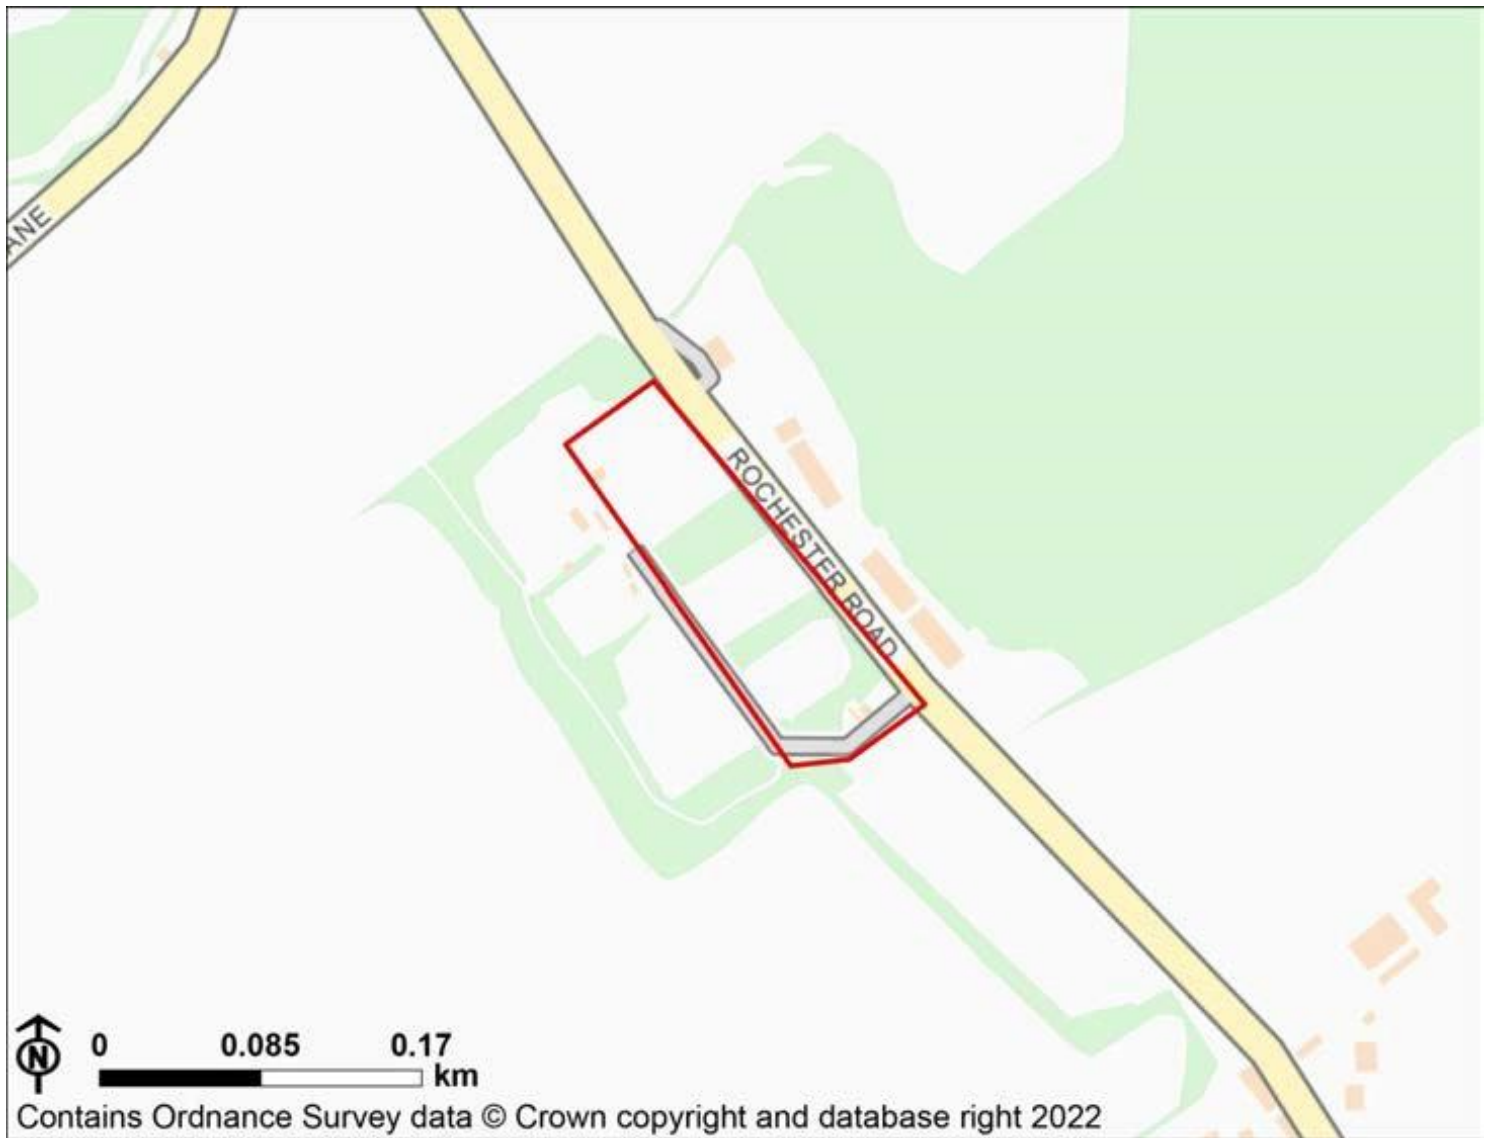 ANE
ROCHESTER ROAD
N
0 0.085 0.17
km
Contains Ordnance Survey data © Crown copyright and database right 2022